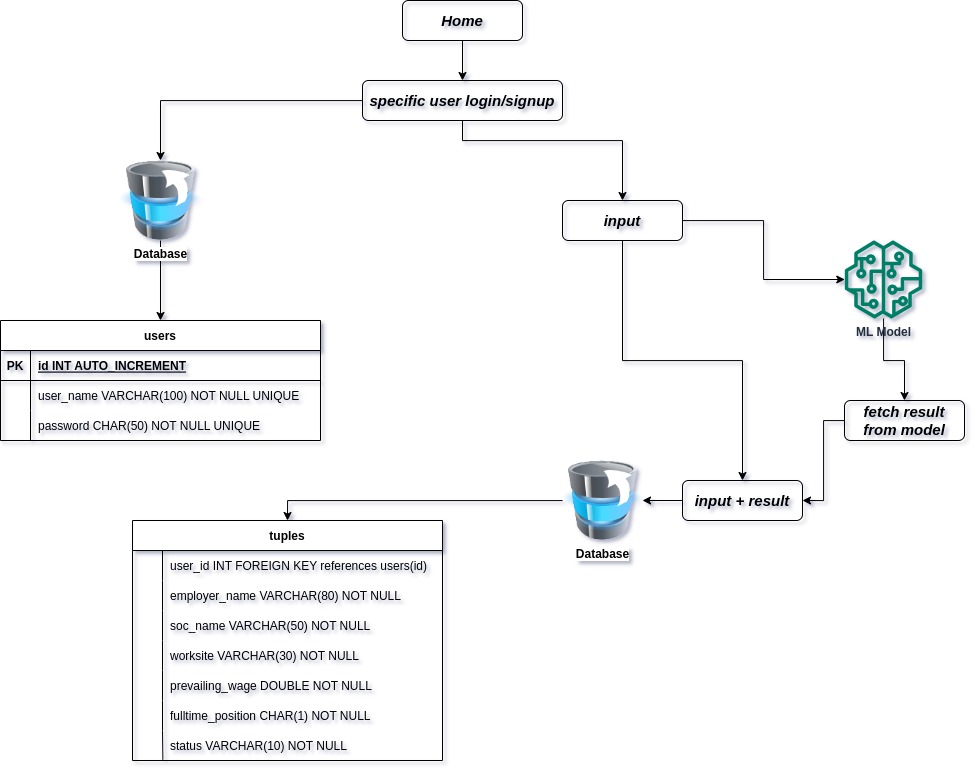 Home
specific user login/signup
input
Database
ML Model
users
PK
id INT AUTO_INCREMENT
user_name VARCHAR(100) NOT NULL UNIQUE
password CHAR(50) NOT NULL UNIQUE
fetch result
from model
input + result
Database
tuples
user_id INT FOREIGN KEY references users(id)
employer_name VARCHAR(80) NOT NULL
soc_name VARCHAR(50) NOT NULL
worksite VARCHAR(30) NOT NULL
prevailing_wage DOUBLE NOT NULL
fulltime_position CHAR(1) NOT NULL
status VARCHAR(10) NOT NULL